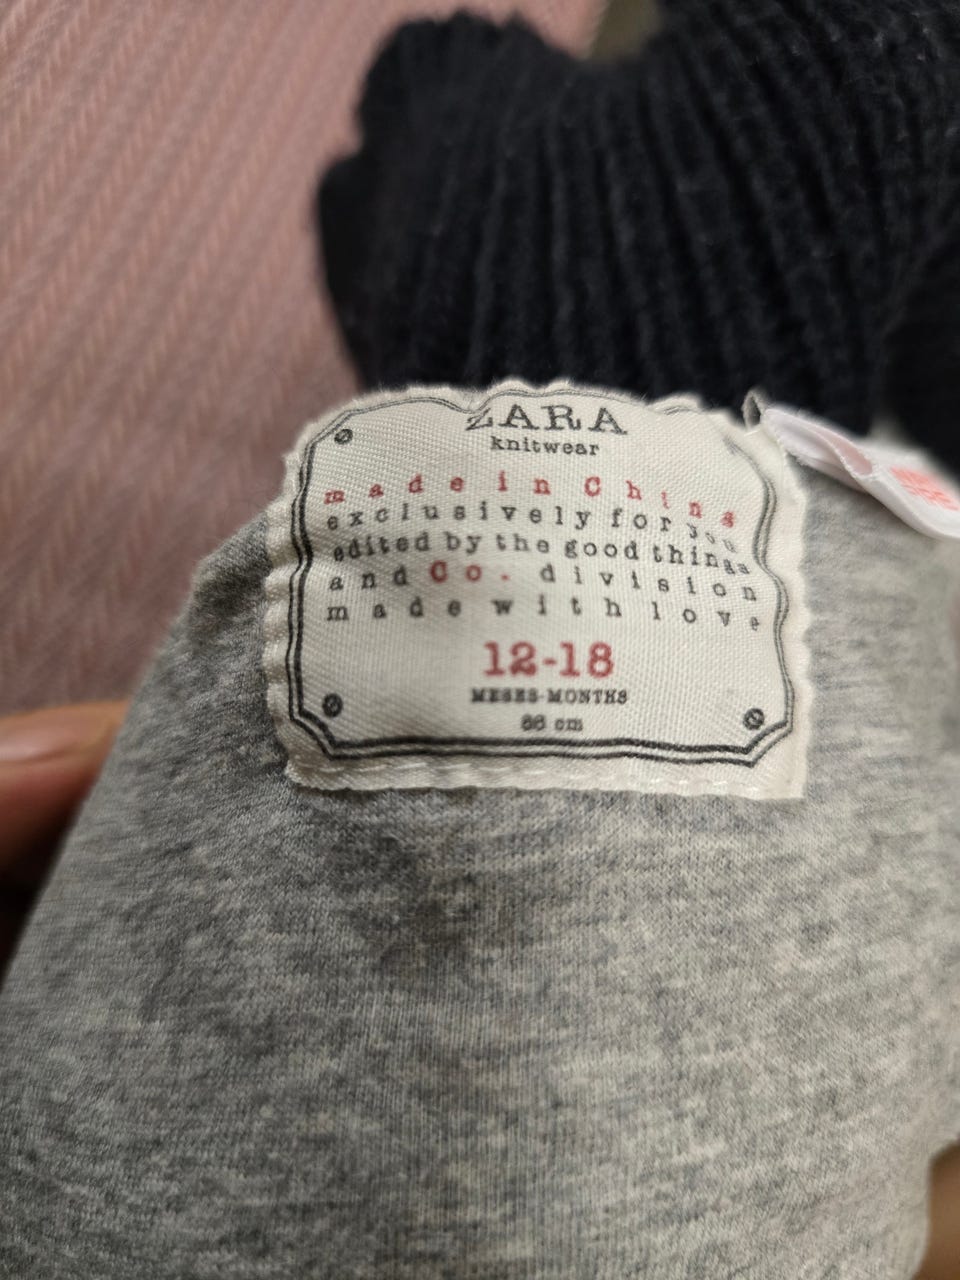 ZARA
knitwear
made in China
exclusively for you
edited by the good things
and Co. division
made with love
12-18
MESES-MONTHS
86 cm